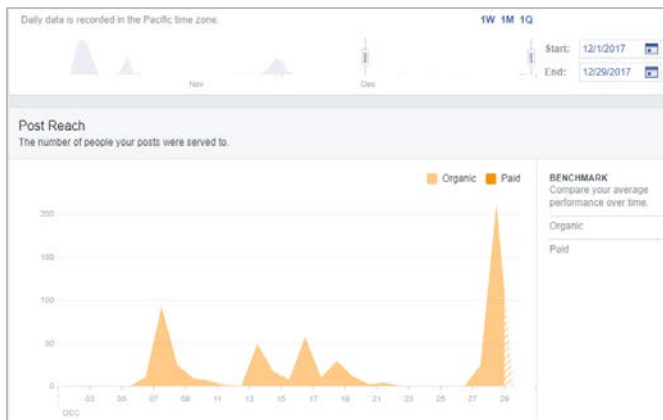 Daily data is recorded in the Pacific time zone.
1W 1M 1Q
Start: 12/1/2017
End: 12/29/2017
Nov
Dec
Post Reach
The number of people your posts were served to.
Organic Paid
BENCHMARK
Compare your average
performance over time.
Organic
Paid
200
150
100
50
0
03 05 07 09 11 13 15 17 19 21 23 25 27 29
DEC